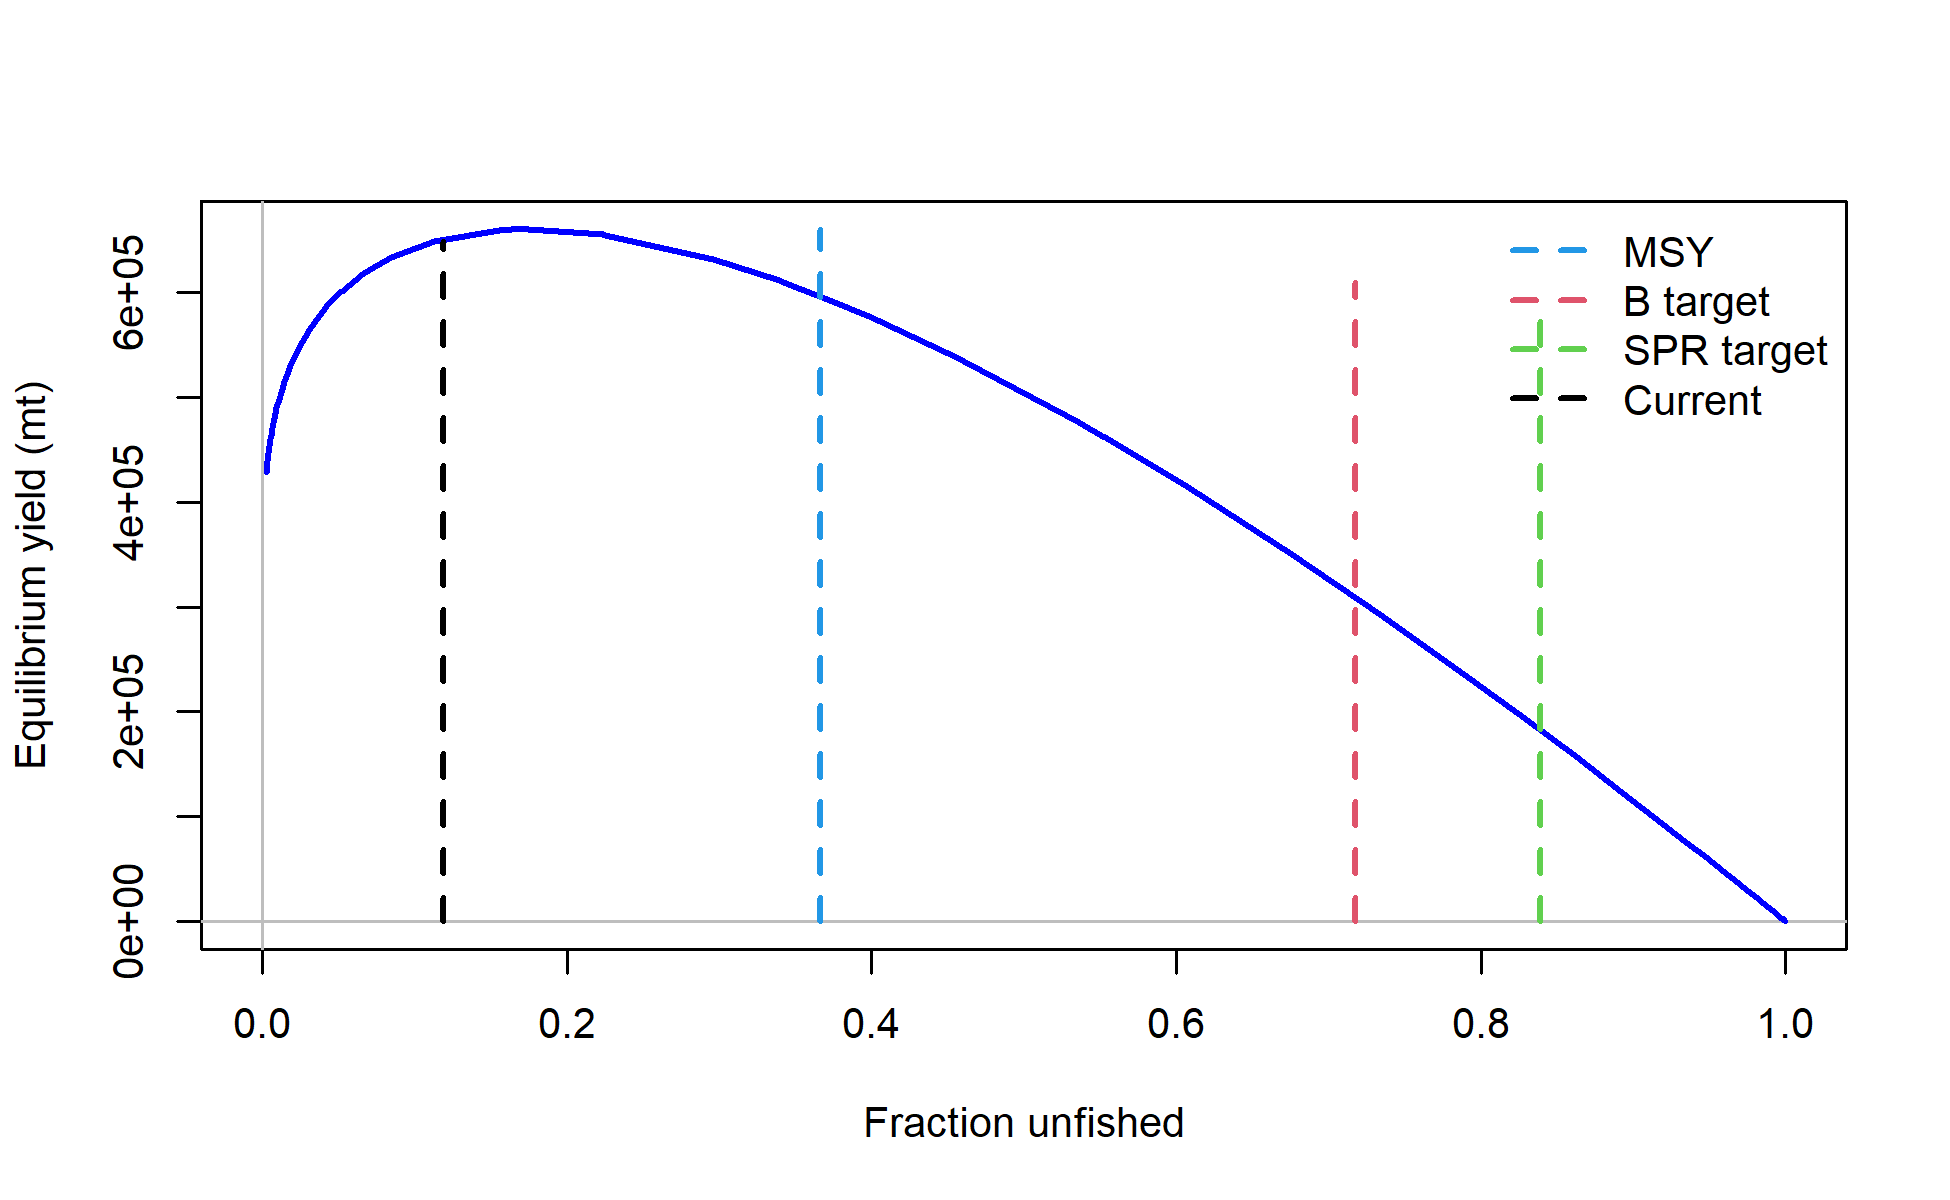 MSY
B target
SPR target
Current
Equilibrium yield (mt)
6e+05
4e+05
2e+05
0e+00
0.0 0.2 0.4 0.6 0.8 1.0
Fraction unfished